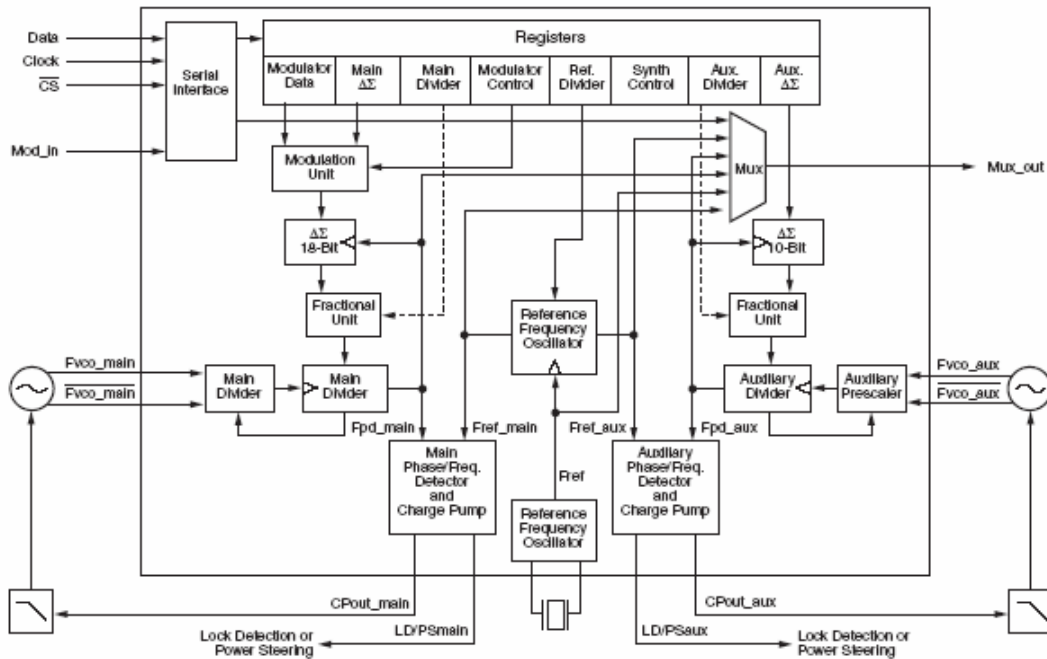 Data
Clock
CS
Mod_in
Serial
Interface
Registers
Modulator
Data
Main
ΔΣ
Main
Divider
Modulator
Control
Ref.
Divider
Synth
Control
Aux.
Divider
Aux.
ΔΣ
Modulation
Unit
Mux
Mux_out
ΔΣ
18-Bit
ΔΣ
10-Bit
Fractional
Unit
Reference
Frequency
Oscillator
Fractional
Unit
Fvco_main
Fvco_main
Main
Divider
Main
Divider
Auxiliary
Divider
Auxiliary
Prescaler
Fvco_aux
Fvco_aux
Fpd_main
Fref_main
Fref_aux
Fpd_aux
Main
Phase/Freq.
Detector
and
Charge Pump
Fref
Auxiliary
Phase/Freq.
Detector
and
Charge Pump
Reference
Frequency
Oscillator
CPout_main
CPout_aux
LD/PSmain
LD/PSaux
Lock Detection or
Power Steering
Lock Detection or
Power Steering